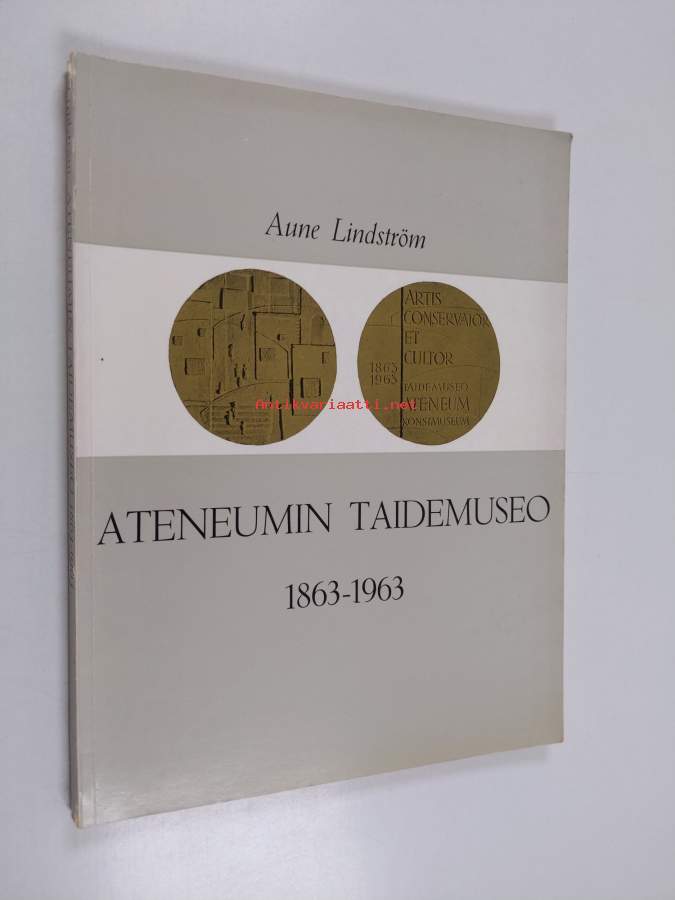 Aune Lindström
ARTIS
CONSERVATOR
ET
CULTOR
1863
1963
TAIDEMUSEO
ATENEUM
KONSTMUSEUM
Antikvariaatti.net
ATENEUMIN TAIDEMUSEO
1863-1963